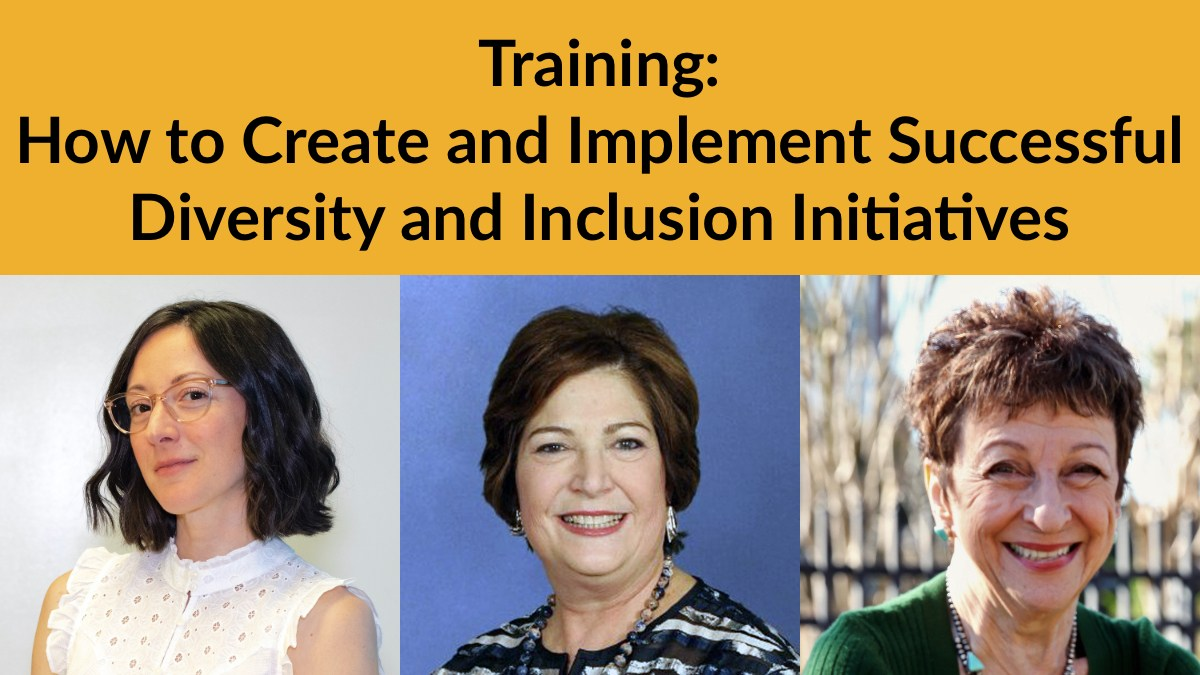 Training:
How to Create and Implement Successful
Diversity and Inclusion Initiatives